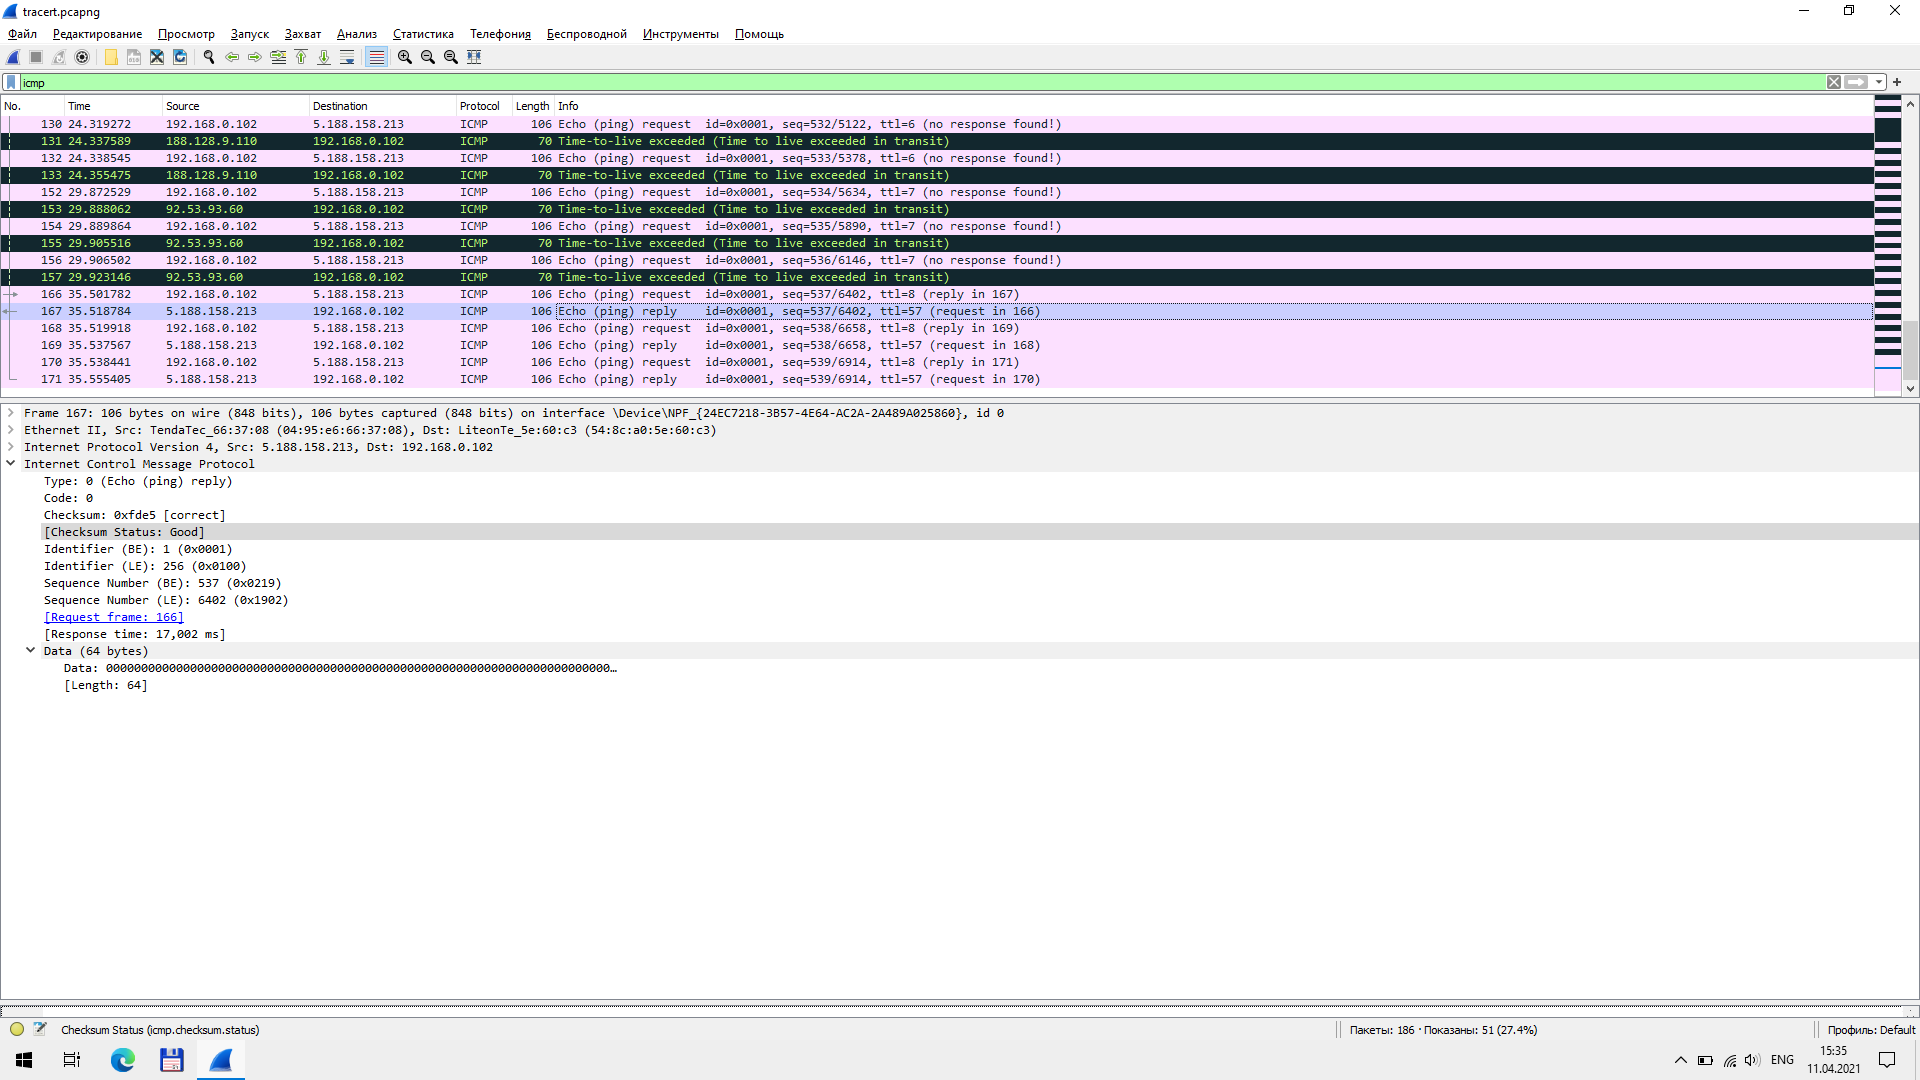 tracert.pcapng
Файл Редактирование Просмотр Запуск Захват Анализ Статистика Телефония Беспроводной Инструменты Помощь
icmp
No. Time Source Destination Protocol Length Info
130 24.319272 192.168.0.102 5.188.158.213 ICMP 106 Echo (ping) request id=0x0001, seq=532/5122, ttl=6 (no response found!)
131 24.337589 188.128.9.110 192.168.0.102 ICMP 70 Time-to-live exceeded (Time to live exceeded in transit)
132 24.338545 192.168.0.102 5.188.158.213 ICMP 106 Echo (ping) request id=0x0001, seq=533/5378, ttl=6 (no response found!)
133 24.355475 188.128.9.110 192.168.0.102 ICMP 70 Time-to-live exceeded (Time to live exceeded in transit)
152 29.872529 192.168.0.102 5.188.158.213 ICMP 106 Echo (ping) request id=0x0001, seq=534/5634, ttl=7 (no response found!)
153 29.888062 92.53.93.60 192.168.0.102 ICMP 70 Time-to-live exceeded (Time to live exceeded in transit)
154 29.889864 192.168.0.102 5.188.158.213 ICMP 106 Echo (ping) request id=0x0001, seq=535/5890, ttl=7 (no response found!)
155 29.905516 92.53.93.60 192.168.0.102 ICMP 70 Time-to-live exceeded (Time to live exceeded in transit)
156 29.906502 192.168.0.102 5.188.158.213 ICMP 106 Echo (ping) request id=0x0001, seq=536/6146, ttl=7 (no response found!)
157 29.923146 92.53.93.60 192.168.0.102 ICMP 70 Time-to-live exceeded (Time to live exceeded in transit)
166 35.501782 192.168.0.102 5.188.158.213 ICMP 106 Echo (ping) request id=0x0001, seq=537/6402, ttl=8 (reply in 167)
167 35.518784 5.188.158.213 192.168.0.102 ICMP 106 Echo (ping) reply id=0x0001, seq=537/6402, ttl=57 (request in 166)
168 35.519918 192.168.0.102 5.188.158.213 ICMP 106 Echo (ping) request id=0x0001, seq=538/6658, ttl=8 (reply in 169)
169 35.537567 5.188.158.213 192.168.0.102 ICMP 106 Echo (ping) reply id=0x0001, seq=538/6658, ttl=57 (request in 168)
170 35.538441 192.168.0.102 5.188.158.213 ICMP 106 Echo (ping) request id=0x0001, seq=539/6914, ttl=8 (reply in 171)
171 35.555405 5.188.158.213 192.168.0.102 ICMP 106 Echo (ping) reply id=0x0001, seq=539/6914, ttl=57 (request in 170)
Frame 167: 106 bytes on wire (848 bits), 106 bytes captured (848 bits) on interface \Device\NPF_{24EC7218-3B57-4E64-AC2A-2A489A025860}, id 0
Ethernet II, Src: TendaTec_66:37:08 (04:95:e6:66:37:08), Dst: LiteonTe_5e:60:c3 (54:8c:a0:5e:60:c3)
Internet Protocol Version 4, Src: 5.188.158.213, Dst: 192.168.0.102
Internet Control Message Protocol
Type: 0 (Echo (ping) reply)
Code: 0
Checksum: 0xfde5 [correct]
[Checksum Status: Good]
Identifier (BE): 1 (0x0001)
Identifier (LE): 256 (0x0100)
Sequence Number (BE): 537 (0x0219)
Sequence Number (LE): 6402 (0x1902)
[Request frame: 166]
[Response time: 17,002 ms]
Data (64 bytes)
Data: 000000000000000000000000000000000000000000000000000000000000000000000000…
[Length: 64]
Checksum Status (icmp.checksum.status)
Пакеты: 186 · Показаны: 51 (27.4%)
Профиль: Default
ENG
15:35
11.04.2021